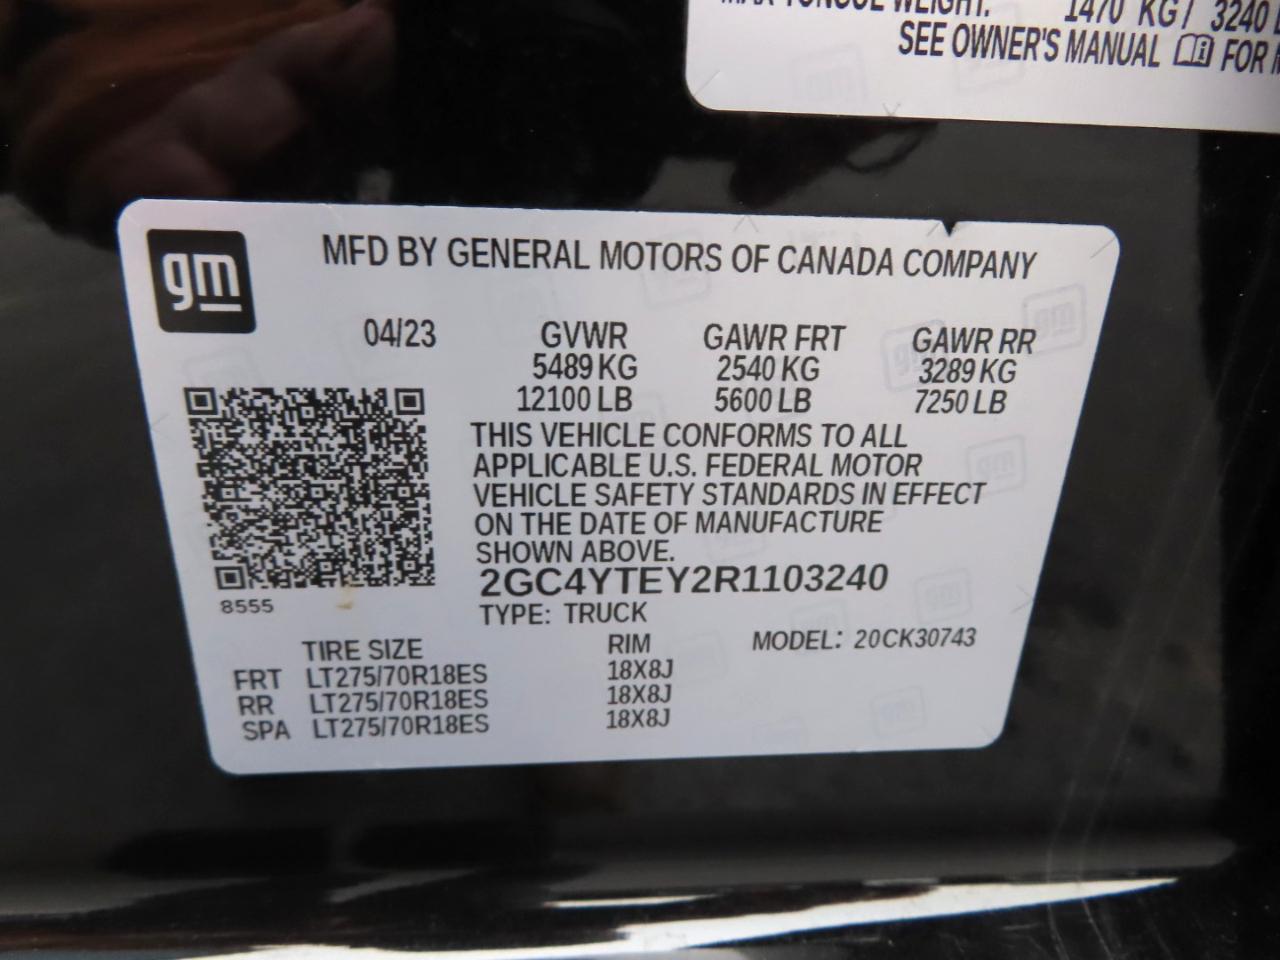 MAX TONGUE WEIGHT: 1470 KG / 3240
SEE OWNER'S MANUAL FOR
gm
MFD BY GENERAL MOTORS OF CANADA COMPANY
04/23 GVWR GAWR FRT GAWR RR
5489 KG 2540 KG 3289 KG
12100 LB 5600 LB 7250 LB
THIS VEHICLE CONFORMS TO ALL
APPLICABLE U.S. FEDERAL MOTOR
VEHICLE SAFETY STANDARDS IN EFFECT
ON THE DATE OF MANUFACTURE
SHOWN ABOVE.
2GC4YTEY2R1103240
8555
TYPE: TRUCK
TIRE SIZE RIM MODEL: 20CK30743
FRT LT275/70R18ES 18X8J
RR LT275/70R18ES 18X8J
SPA LT275/70R18ES 18X8J